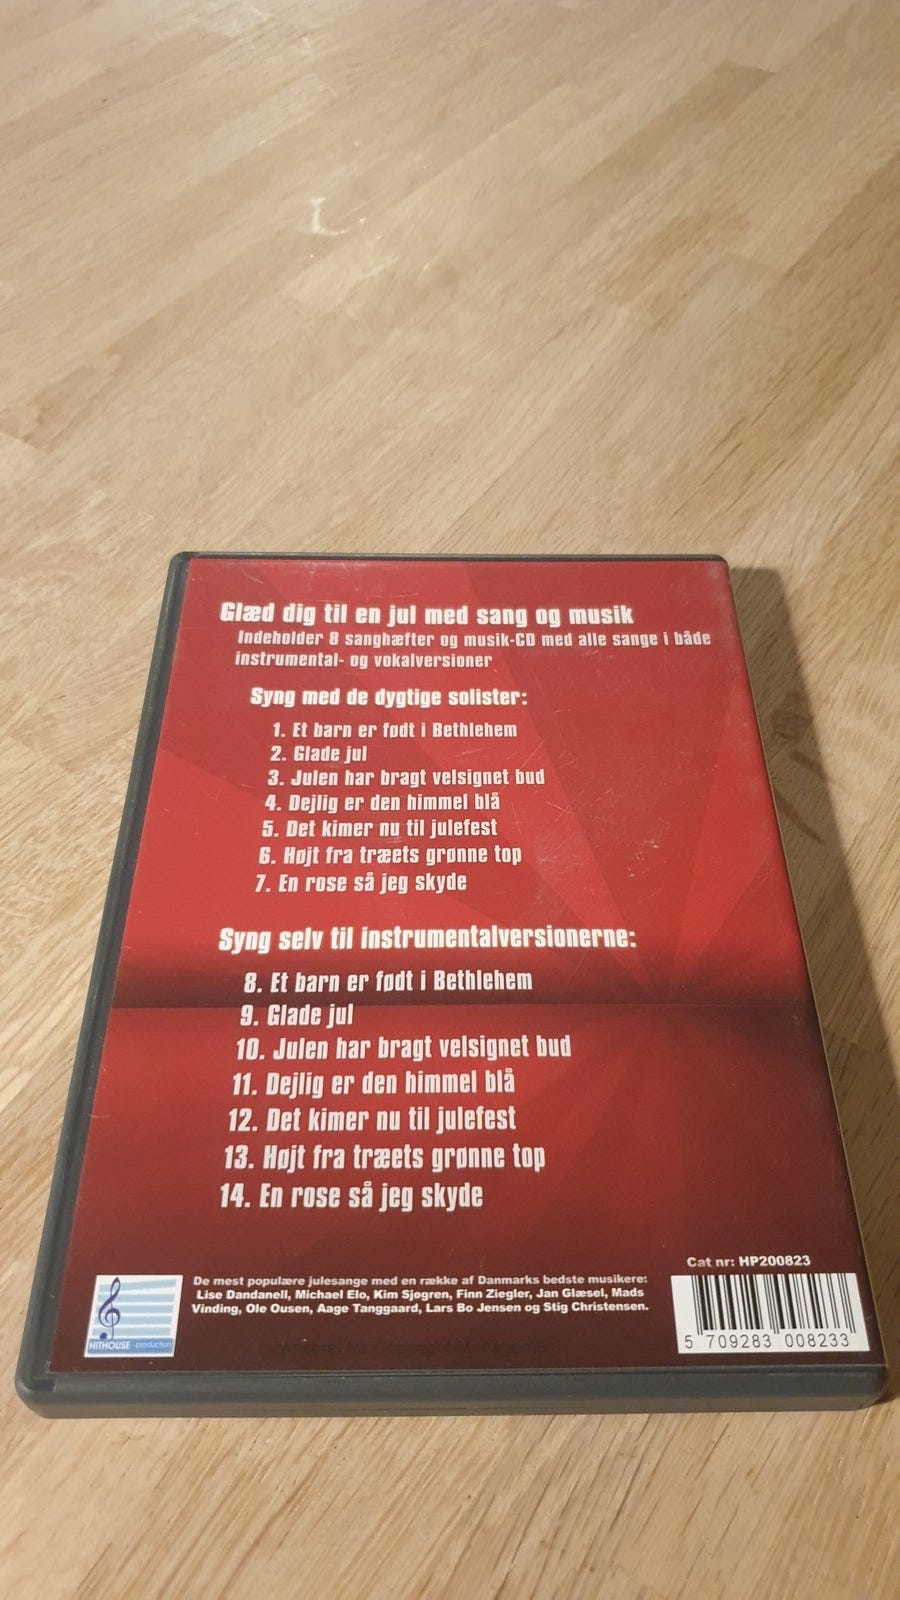 Glæd dig til en jul med sang og musik
Indeholder 8 sanghæfter og musik-CD med alle sange i både
instrumental- og vokalversioner
Syng med de dygtige solister:
1. Et barn er født i Bethlehem
2. Glade jul
3. Julen har bragt velsignet bud
4. Dejlig er den himmel blå
5. Det kimer nu til julefest
6. Højt fra træets grønne top
7. En rose så jeg skyde
Syng selv til instrumentalversionerne:
8. Et barn er født i Bethlehem
9. Glade jul
10. Julen har bragt velsignet bud
11. Dejlig er den himmel blå
12. Det kimer nu til julefest
13. Højt fra træets grønne top
14. En rose så jeg skyde
Cat nr: HP200823
De mest populære julesange med en række af Danmarks bedste musikere:
Lise Dandanell, Michael Elo, Kim Sjøgren, Finn Ziegler, Jan Glæsel, Mads
Vinding, Ole Ousen, Aage Tanggaard, Lars Bo Jensen og Stig Christensen.
HITHOUSE production
5 709283 008233